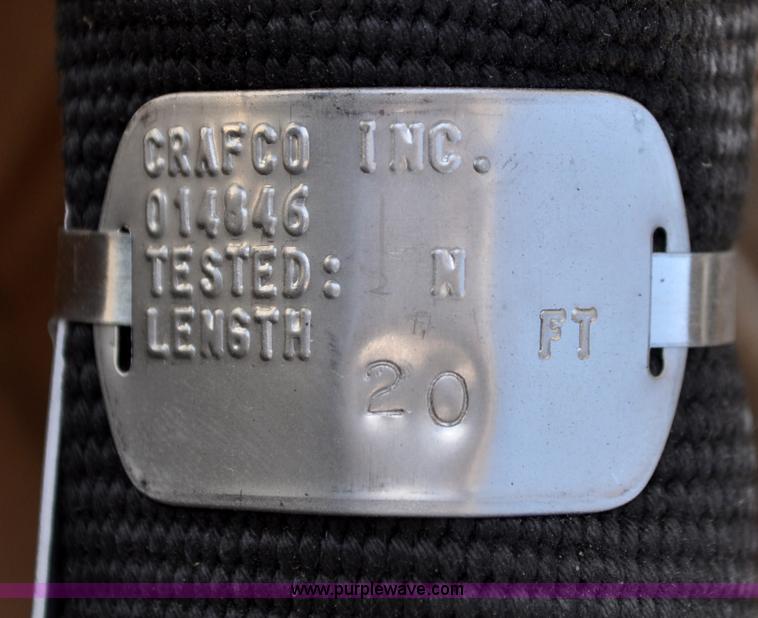 CRAFCO INC.
014846
TESTED: N
LENGTH FT
20
www.purplewave.com